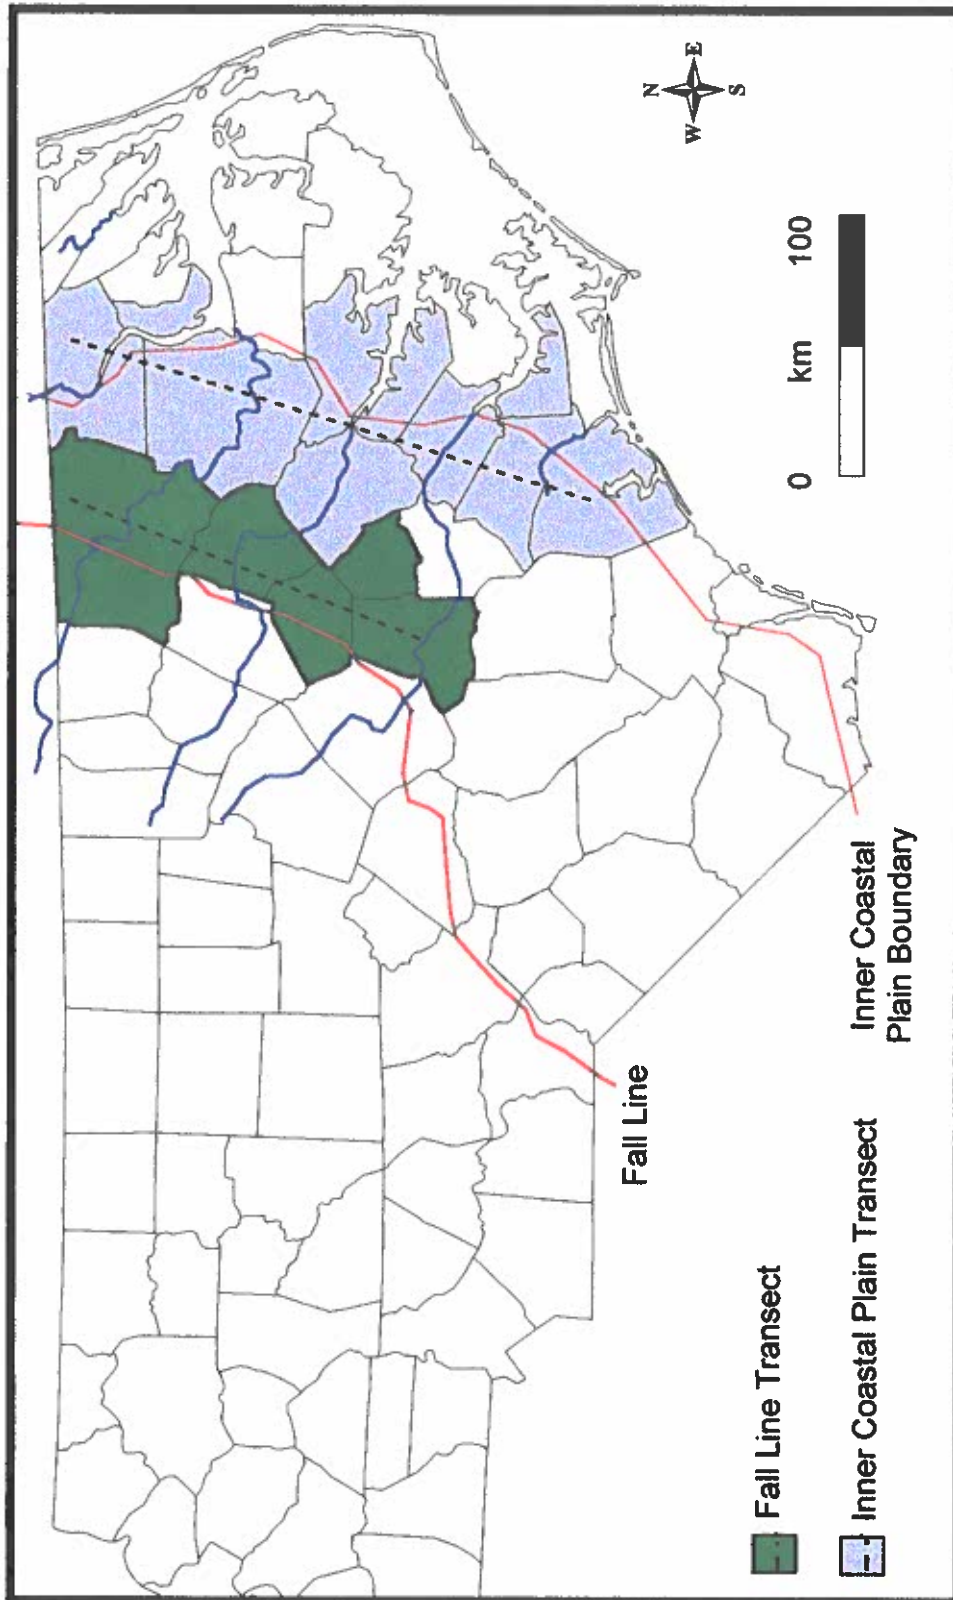 N
W E
S
0 km 100
Fall Line
Inner Coastal
Plain Boundary
Fall Line Transect
Inner Coastal Plain Transect